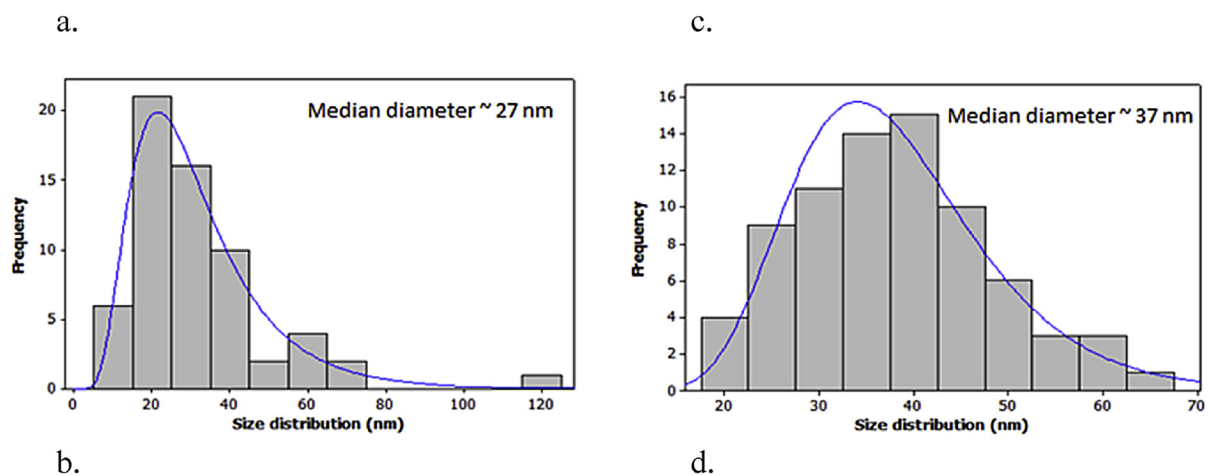 a.
Median diameter ~ 27 nm
Frequency
20
15
10
5
0
0 20 40 60 80 100 120
Size distribution (nm)
b.
c.
Median diameter ~ 37 nm
Frequency
16
14
12
10
8
6
4
2
0
20 30 40 50 60 70
Size distribution (nm)
d.